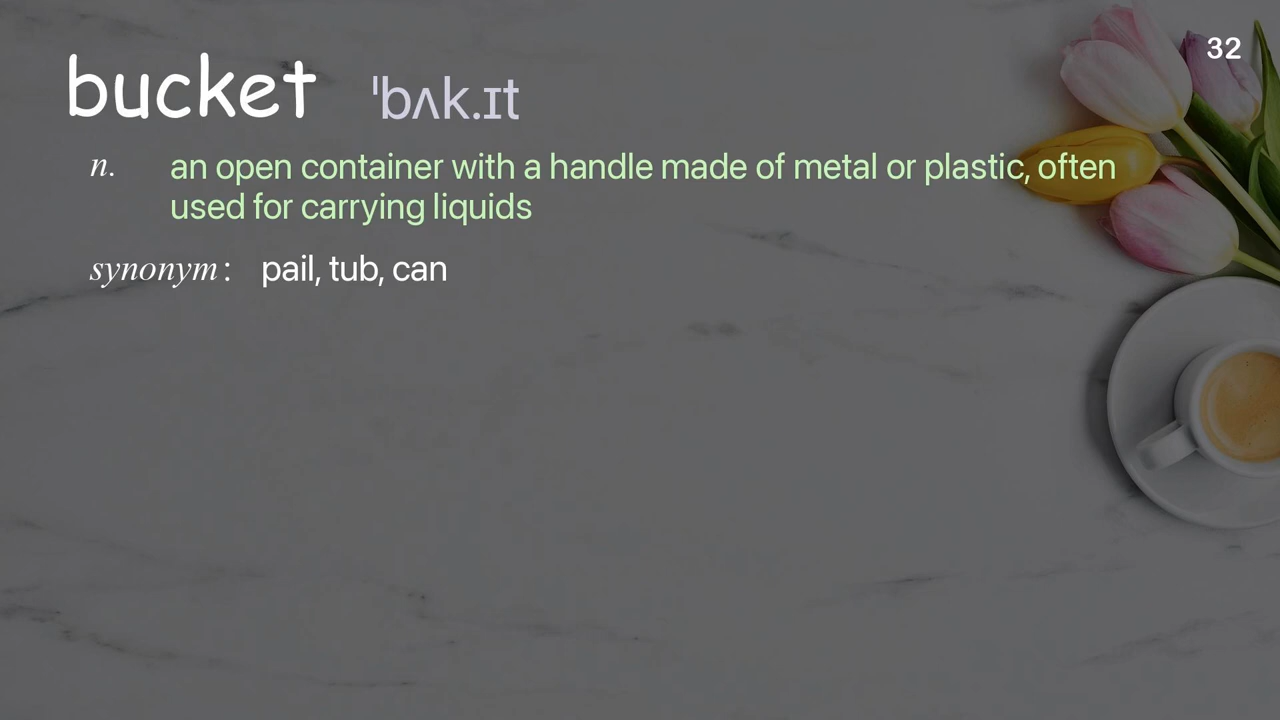 32
bucket ˈbʌk.ɪt
n. an open container with a handle made of metal or plastic, often
used for carrying liquids
synonym: pail, tub, can